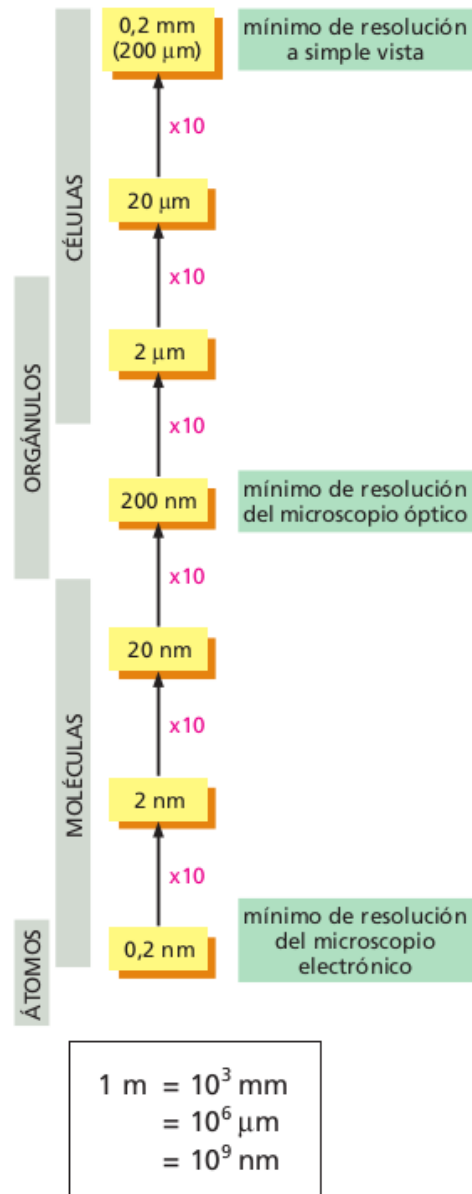 0,2 mm
(200 μm)
mínimo de resolución
a simple vista
x10
CÉLULAS
20 μm
x10
ORGÁNULOS
2 μm
x10
200 nm
mínimo de resolución
del microscopio óptico
x10
MOLÉCULAS
20 nm
x10
2 nm
x10
ÁTOMOS
0,2 nm
mínimo de resolución
del microscopio
electrónico
1 m = 10³ mm
= 10⁶ μm
= 10⁹ nm